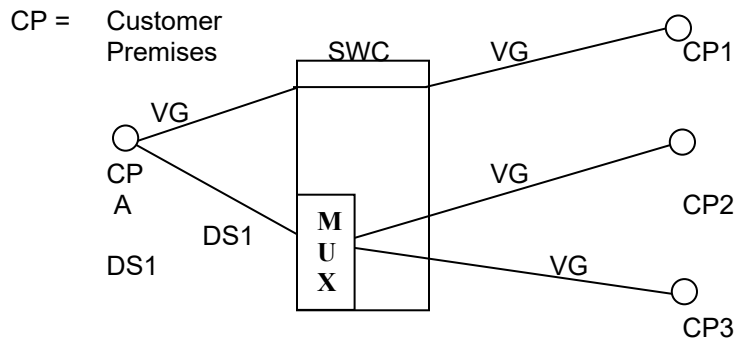 CP = Customer
Premises
SWC
VG
CP1
VG
CP
A
VG
CP2
DS1
M
U
X
DS1
VG
CP3